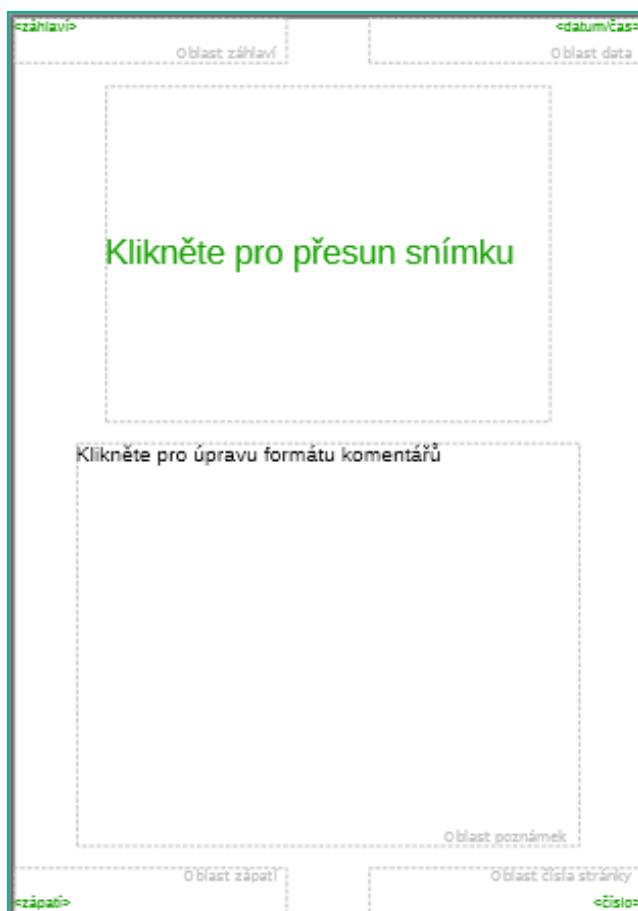 <záhlaví>
<datum/čas>
Oblast záhlaví
Oblast data
Klikněte pro přesun snímku
Klikněte pro úpravu formátu komentářů
Oblast poznámek
Oblast zápatí
Oblast čísla stránky
<zápatí>
<číslo>